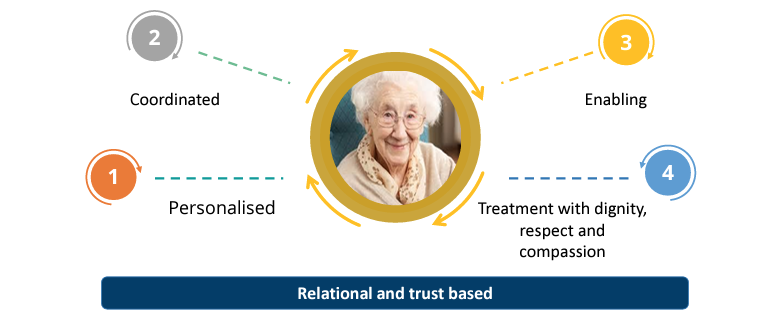 2
3
Coordinated
Enabling
1
4
Personalised
Treatment with dignity,
respect and
compassion
Relational and trust based